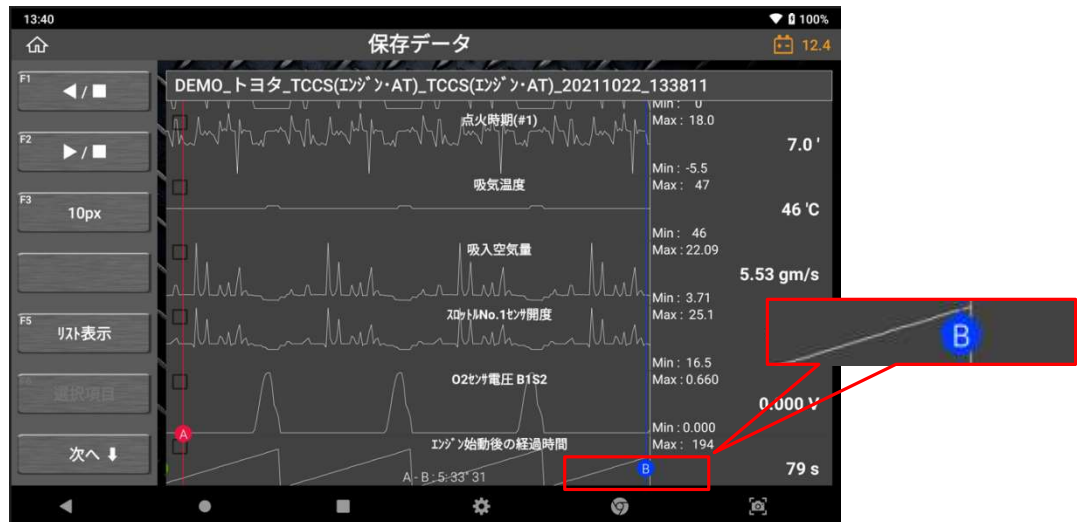 13:40
100%
保存データ
12.4
F1
◀/■
DEMO_トヨタ_TCCS(ｴﾝｼﾞﾝ･AT)_TCCS(ｴﾝｼﾞﾝ･AT)_20211022_133811
Min: 0
点火時期(#1)
Max: 18.0
F2
▶/■
7.0 '
Min: -5.5
吸気温度
Max: 47
F3
10px
46 'C
Min: 46
吸入空気量
Max: 22.09
5.53 gm/s
Min: 3.71
ｽﾛｯﾄﾙNo.1ｾﾝｻ開度
Max: 25.1
F5
ﾘｽﾄ表示
B
Min: 16.5
O2ｾﾝｻ電圧 B1S2
Max: 0.660
F6
選択項目
0.000 V
Min: 0.000
A
ｴﾝｼﾞﾝ始動後の経過時間
Max: 194
次へ⬇
A - B : 5: 33" 31
B
79 s